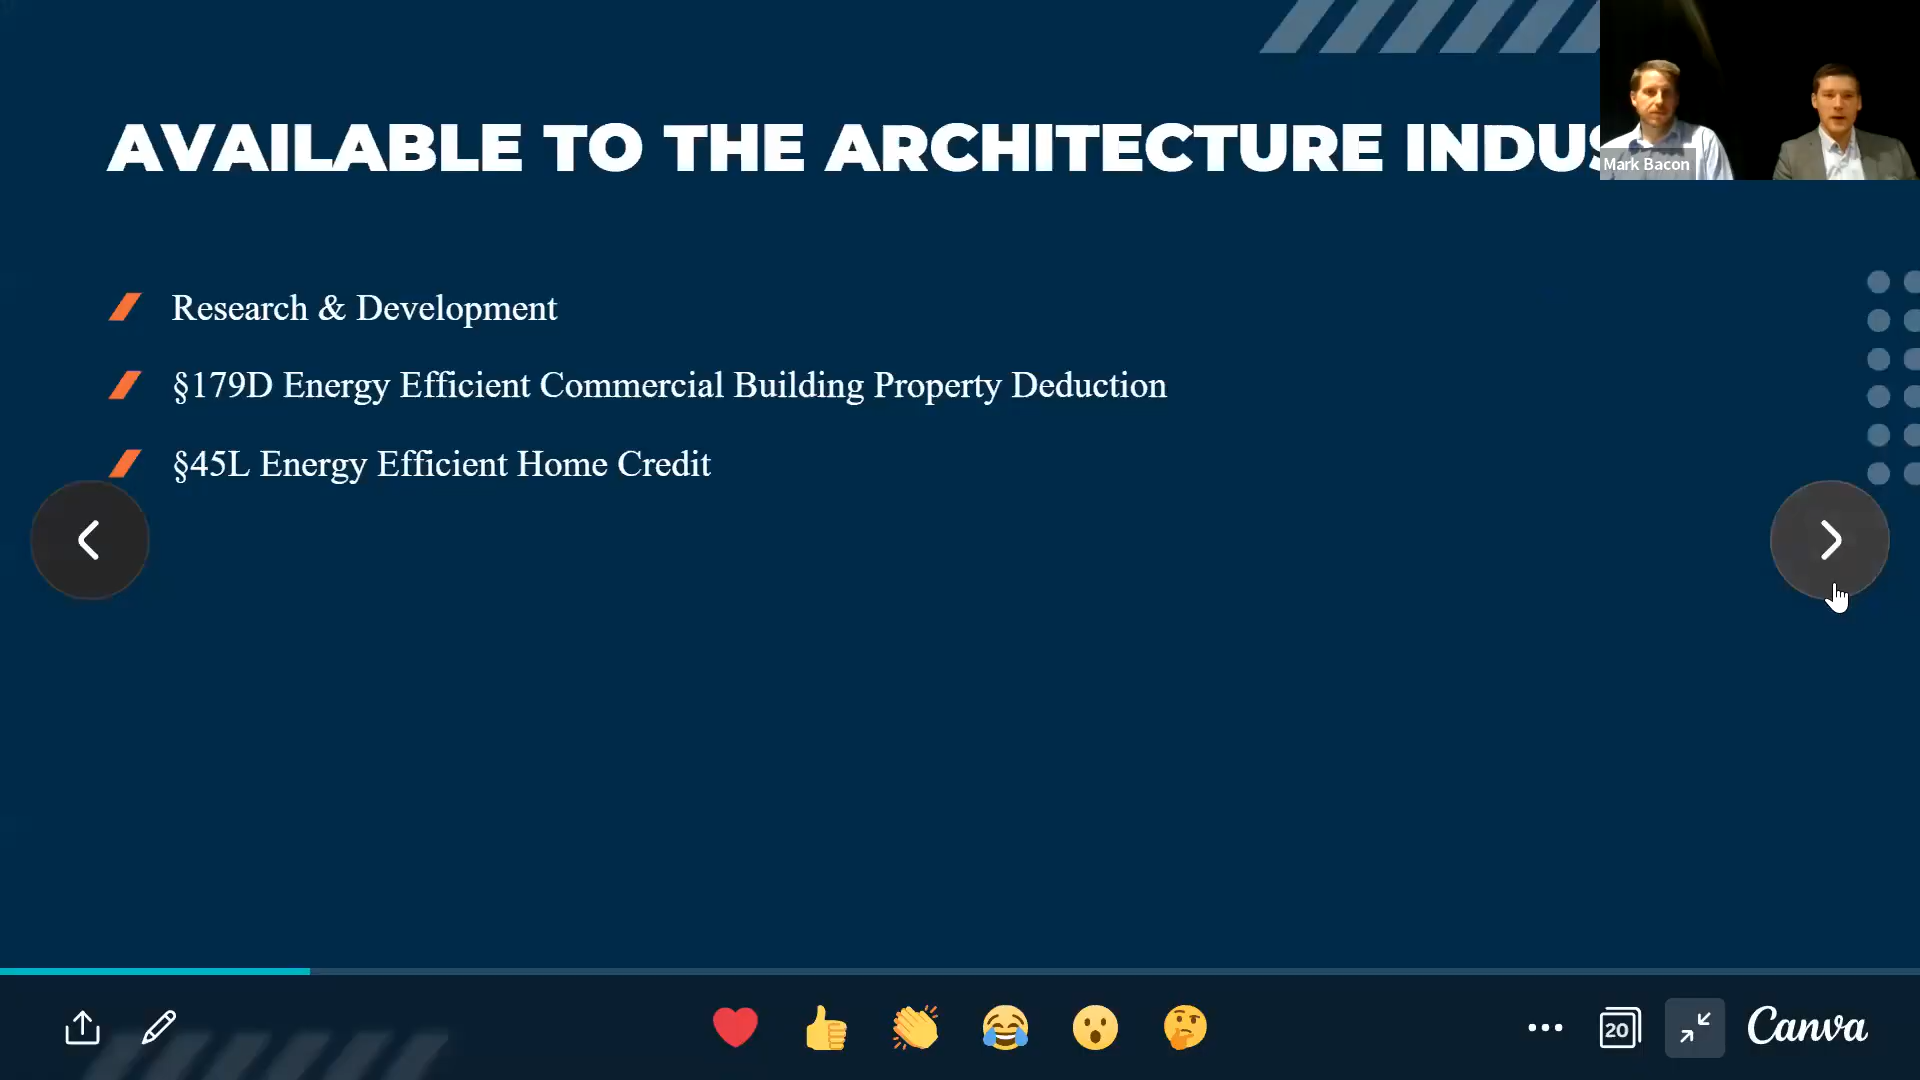 AVAILABLE TO THE ARCHITECTURE INDUS
Mark Bacon
Research & Development
§179D Energy Efficient Commercial Building Property Deduction
§45L Energy Efficient Home Credit
20
Canva